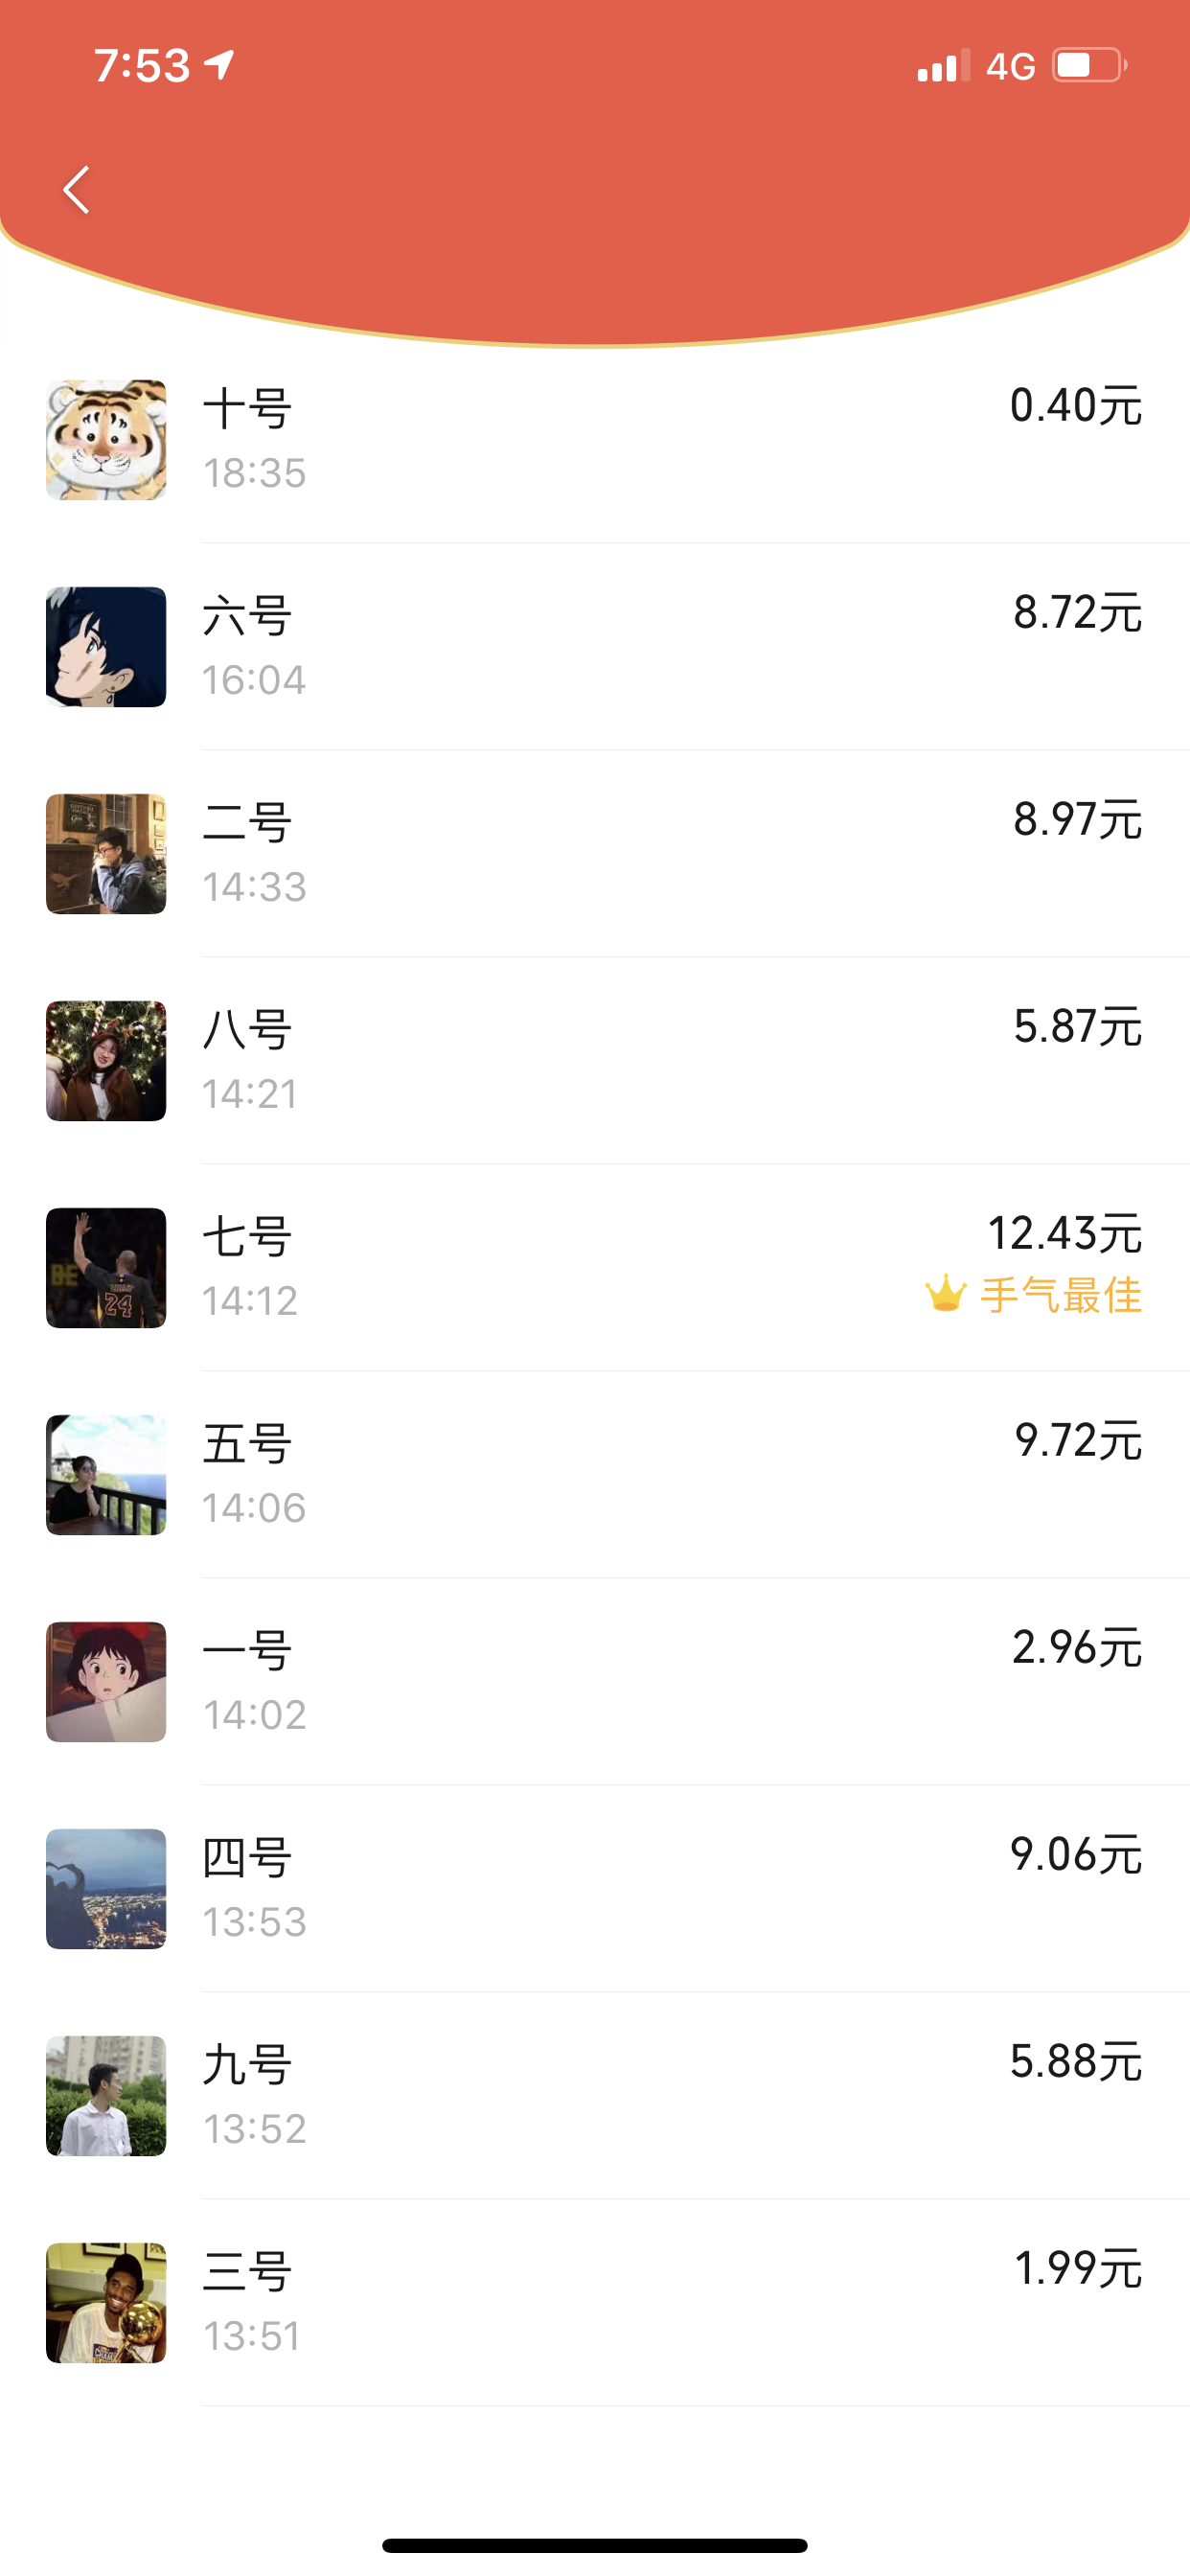 7:53
4G
十号
0.40元
18:35
六号
8.72元
16:04
二号
8.97元
14:33
八号
5.87元
14:21
七号
12.43元
14:12
手气最佳
五号
9.72元
14:06
一号
2.96元
14:02
四号
9.06元
13:53
九号
5.88元
13:52
三号
1.99元
13:51
24